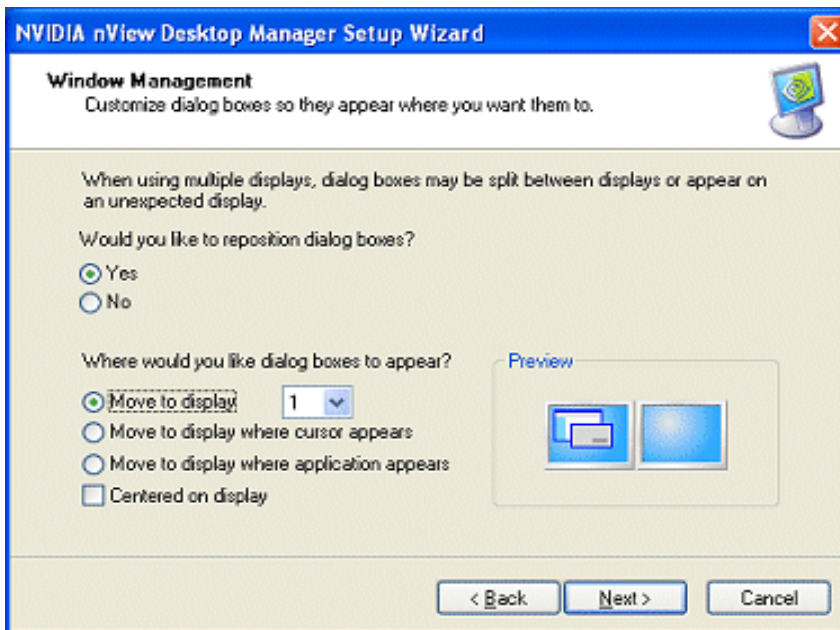 NVIDIA nView Desktop Manager Setup Wizard
Window Management
Customize dialog boxes so they appear where you want them to.
When using multiple displays, dialog boxes may be split between displays or appear on
an unexpected display.
Would you like to reposition dialog boxes?
Yes
No
Where would you like dialog boxes to appear?
Preview
Move to display 1
Move to display where cursor appears
Move to display where application appears
Centered on display
< Back
Next >
Cancel